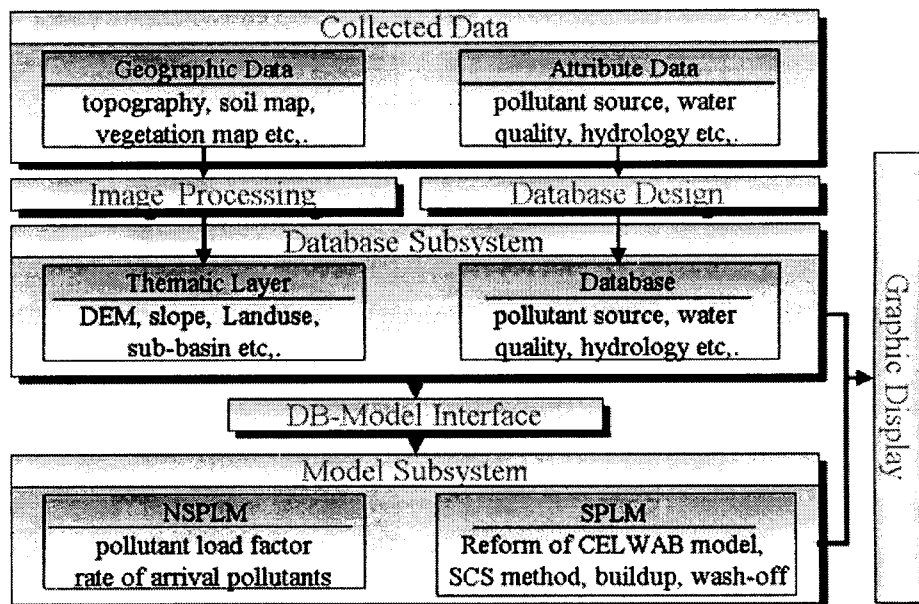 Collected Data
Geographic Data
topography, soil map,
vegetation map etc,.
Attribute Data
pollutant source, water
quality, hydrology etc,.
Image Processing
Database Design
Database Subsystem
Thematic Layer
DEM, slope, Landuse,
sub-basin etc,.
Database
pollutant source, water
quality, hydrology etc,.
DB-Model Interface
Model Subsystem
NSPLM
pollutant load factor
rate of arrival pollutants
SPLM
Reform of CELWAB model,
SCS method, buildup, wash-off
Graphic Display